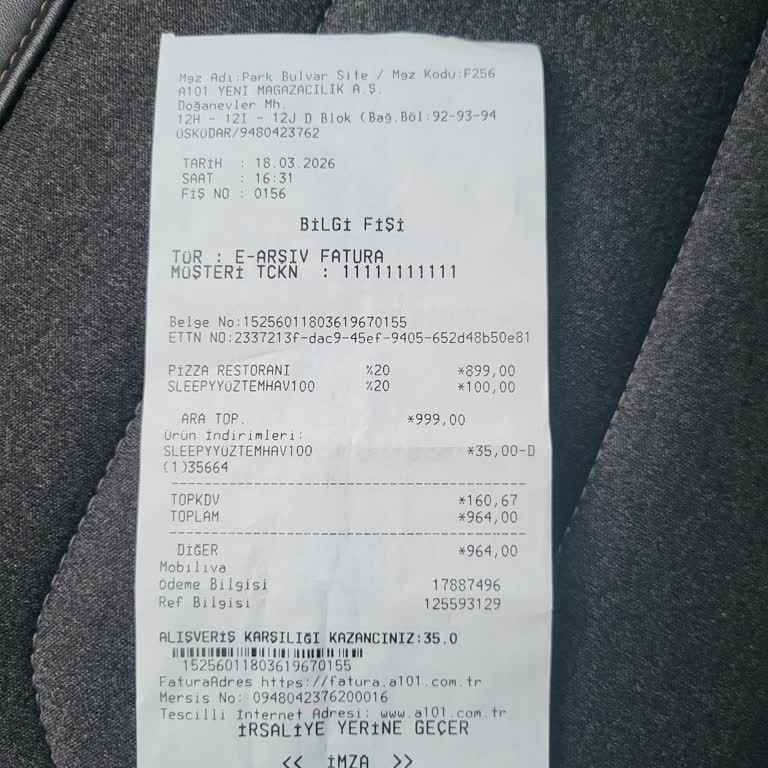 Mgz Adı:Park Bulvar Site / Mgz Kodu:F256
A101 YENİ MAGAZACILIK A.Ş.
Doğanevler Mh.
12H - 12I - 12J D Blok (Bağ.Böl:92-93-94
ÜSKÜDAR/9480423762
TARİH : 18.03.2026
SAAT : 16:31
FİŞ NO : 0156
BİLGİ FİŞİ
TÜR : E-ARŞIV FATURA
MÜŞTERİ TCKN : 11111111111
Belge No:15256011803619670155
ETTN NO:2337213f-dac9-45ef-9405-652d48b50e81
PİZZA RESTORANI %20 *899,00
SLEEPYYÜZTEMHAV100 %20 *100,00
ARA TOP. *999,00
Ürün İndirimleri:
SLEEPYYÜZTEMHAV100 *35,00-D
(1)35664
TOPKDV *160,67
TOPLAM *964,00
DİĞER *964,00
Mobiliva
Ödeme Bilgisi 17887496
Ref Bilgisi 125593129
ALIŞVERİŞ KARŞILIĞI KAZANCINIZ:35.0
15256011803619670155
FaturaAdres https://fatura.a101.com.tr
Mersis No: 0948042376200016
Tescilli İnternet Adresi: www.a101.com.tr
İRSALİYE YERİNE GEÇER
<< İMZA >>